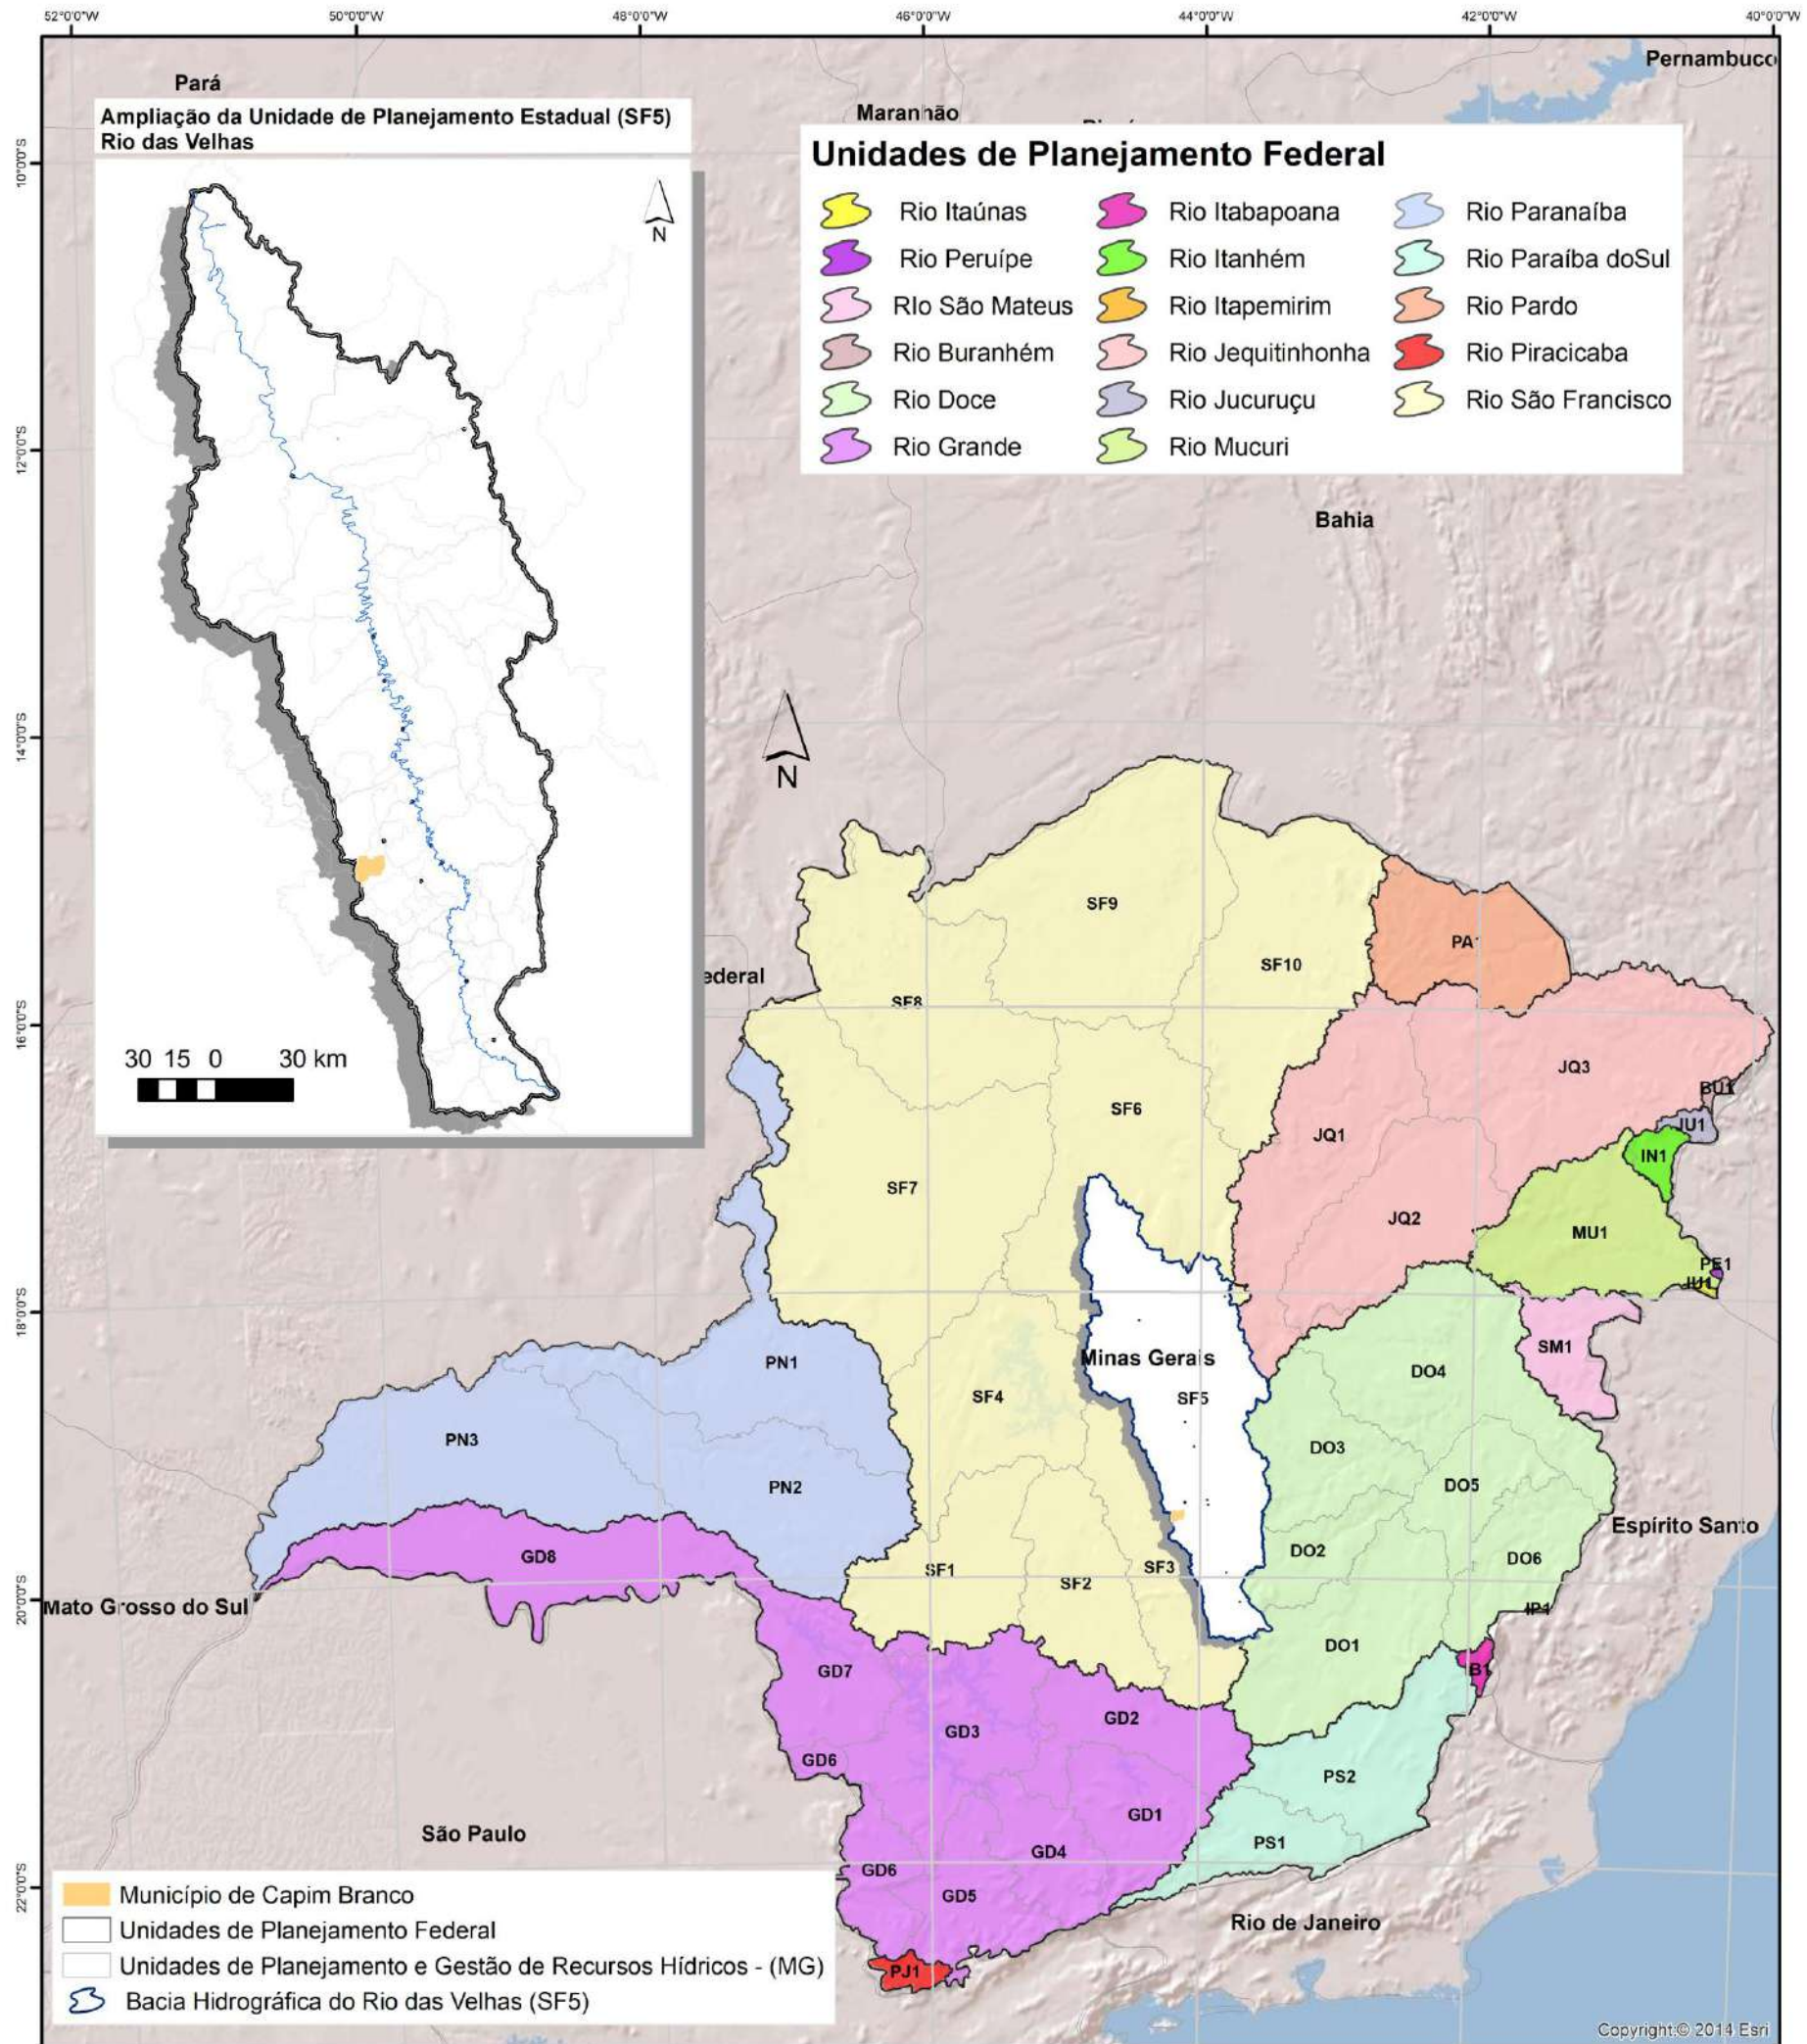 52°0'0"W 50°0'0"W 48°0'0"W 46°0'0"W 44°0'0"W 42°0'0"W 40°0'0"W
Pernambuco
Pará
Maranhão
Ampliação da Unidade de Planejamento Estadual (SF5)
Rio das Velhas
N
30 15 0 30 km
Unidades de Planejamento Federal
Rio Itaúnas
Rio Peruípe
RIo São Mateus
Rio Buranhém
Rio Doce
Rio Grande
Rio Itabapoana
Rio Itanhém
Rio Itapemirim
Rio Jequitinhonha
Rio Jucuruçu
Rio Mucuri
Rio Paranaíba
Rio Paraíba doSul
Rio Pardo
Rio Piracicaba
Rio São Francisco
10°0'0"S
12°0'0"S
14°0'0"S
16°0'0"S
18°0'0"S
20°0'0"S
22°0'0"S
Bahia
N
SF9
PA1
SF10
ederal
SF8
JQ3
BU1
SF6
JU1
JQ1
IN1
SF7
JQ2
MU1
PE1
IU1
SM1
Minas Gerais
PN1
DO4
SF4
SF5
PN3
DO3
PN2
DO5
Espírito Santo
GD8
DO2
DO6
SF1
SF2
SF3
Mato Grosso do Sul
IP1
DO1
GD7
B1
GD2
GD3
GD6
PS2
GD1
São Paulo
PS1
GD4
GD6
GD5
Rio de Janeiro
PJ1
Município de Capim Branco
Unidades de Planejamento Federal
Unidades de Planejamento e Gestão de Recursos Hídricos - (MG)
Bacia Hidrográfica do Rio das Velhas (SF5)
Copyright:© 2014 Esri